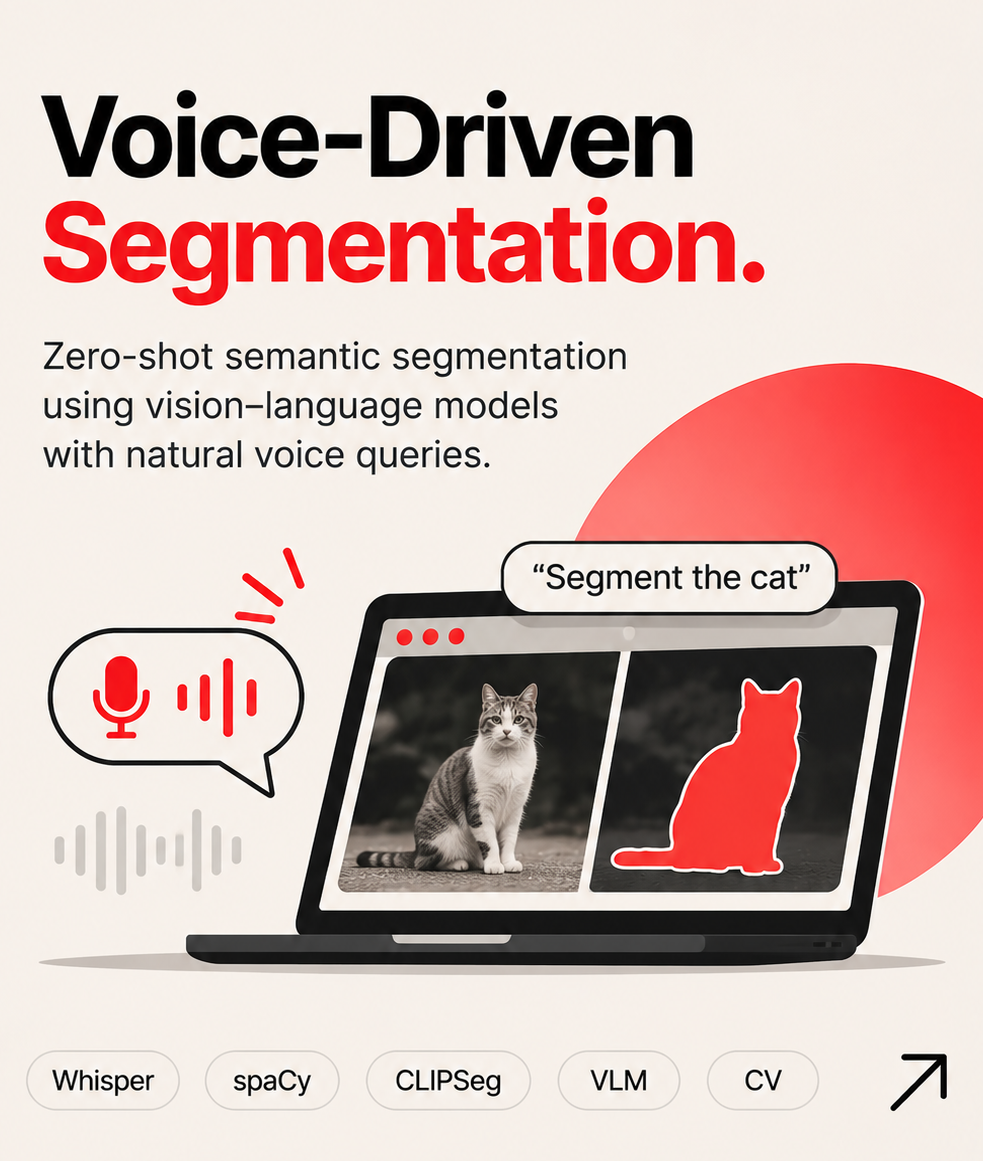 Voice-Driven
Segmentation.
Zero-shot semantic segmentation
using vision–language models
with natural voice queries.
“Segment the cat”
Whisper
spaCy
CLIPSeg
VLM
CV